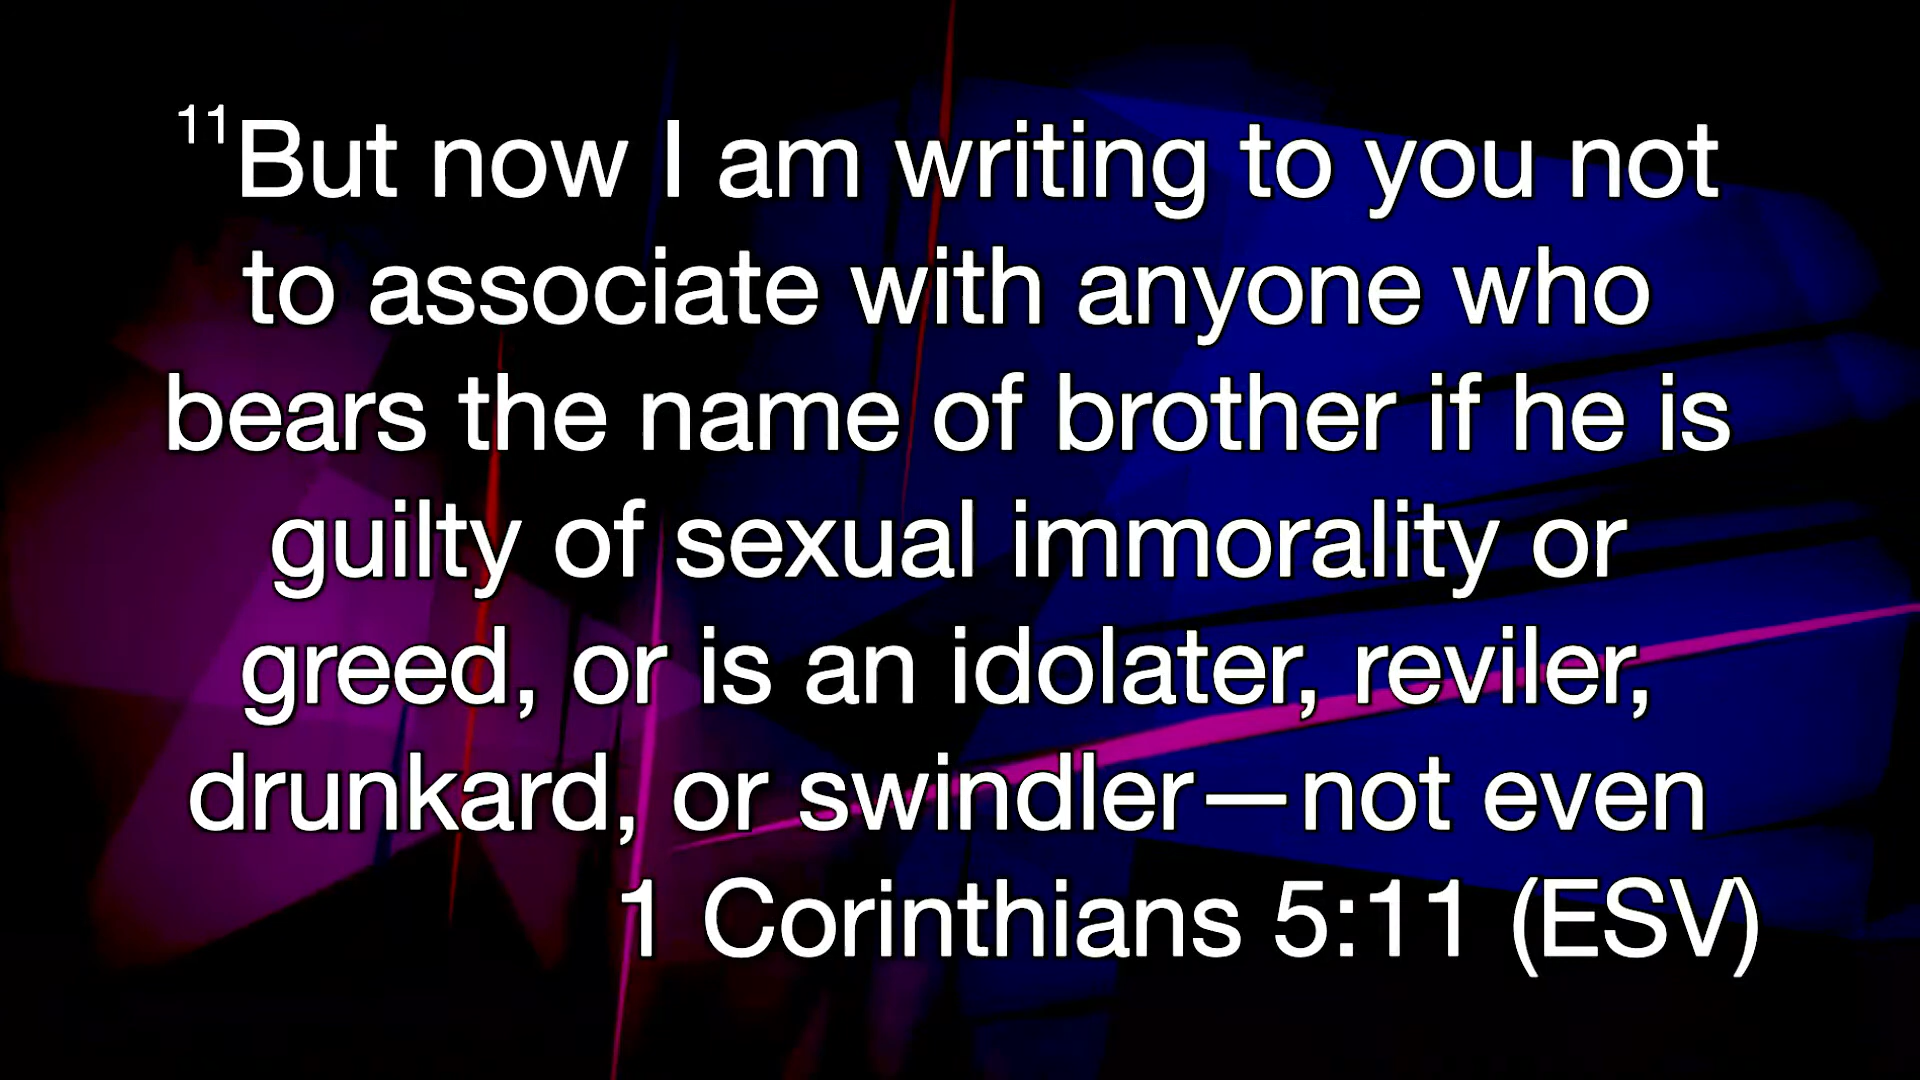 11But now I am writing to you not
to associate with anyone who
bears the name of brother if he is
guilty of sexual immorality or
greed, or is an idolater, reviler,
drunkard, or swindler—not even
1 Corinthians 5:11 (ESV)